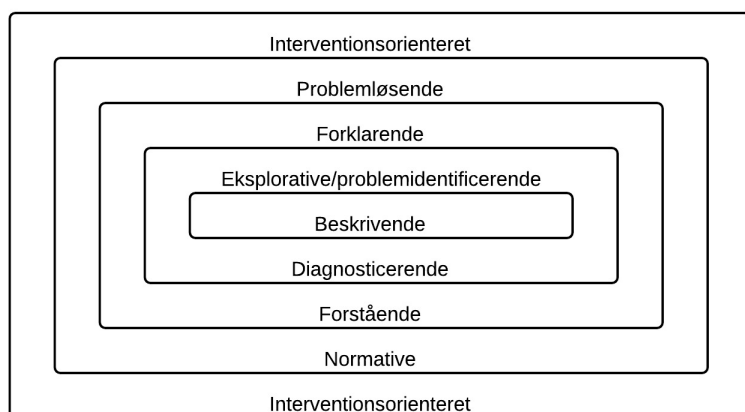 Interventionsorienteret
Problemløsende
Forklarende
Eksplorative/problemidentificerende
Beskrivende
Diagnosticerende
Forstående
Normative
Interventionsorienteret